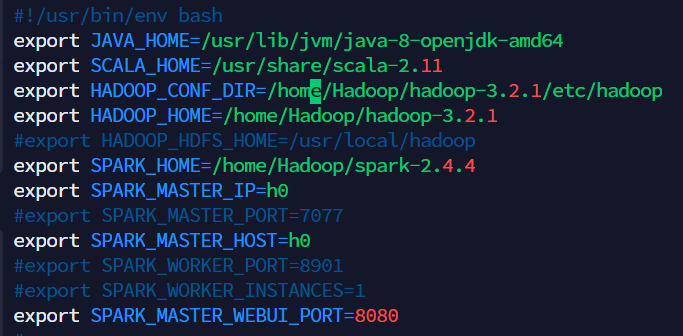 #!/usr/bin/env bash
export JAVA_HOME=/usr/lib/jvm/java-8-openjdk-amd64
export SCALA_HOME=/usr/share/scala-2.11
export HADOOP_CONF_DIR=/home/Hadoop/hadoop-3.2.1/etc/hadoop
export HADOOP_HOME=/home/Hadoop/hadoop-3.2.1
#export HADOOP_HDFS_HOME=/usr/local/hadoop
export SPARK_HOME=/home/Hadoop/spark-2.4.4
export SPARK_MASTER_IP=h0
#export SPARK_MASTER_PORT=7077
export SPARK_MASTER_HOST=h0
#export SPARK_WORKER_PORT=8901
#export SPARK_WORKER_INSTANCES=1
export SPARK_MASTER_WEBUI_PORT=8080